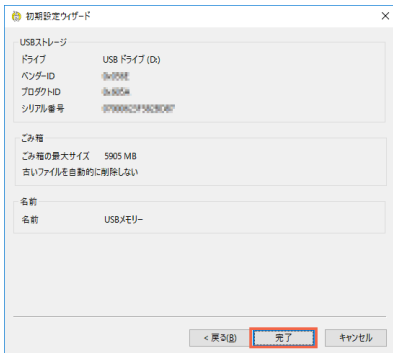 初期設定ウィザード
USBストレージ
ドライブ USB ドライブ (D:)
ベンダーID
プロダクトID
シリアル番号
ごみ箱
ごみ箱の最大サイズ 5905 MB
古いファイルを自動的に削除しない
名前
名前 USBメモリー
< 戻る(B) 完了 キャンセル